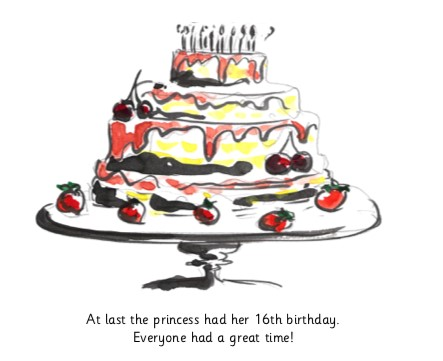 At last the princess had her 16th birthday.
Everyone had a great time!